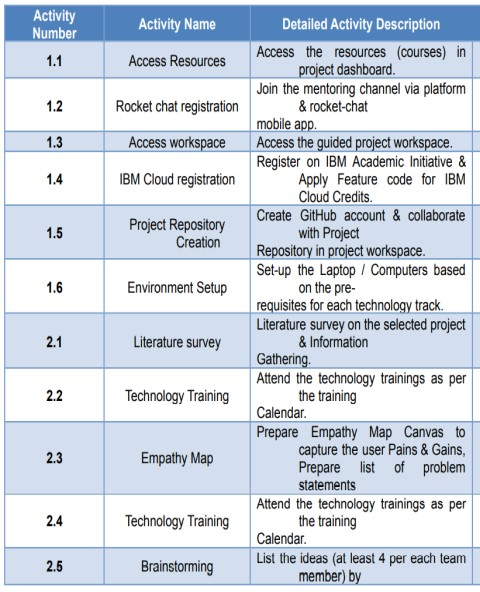 Activity Number Activity Name Detailed Activity Description
1.1 Access Resources Access the resources (courses) in
project dashboard.
1.2 Rocket chat registration Join the mentoring channel via platform
& rocket-chat
mobile app.
1.3 Access workspace Access the guided project workspace.
1.4 IBM Cloud registration Register on IBM Academic Initiative &
Apply Feature code for IBM
Cloud Credits.
1.5 Project Repository Creation Create GitHub account & collaborate
with Project
Repository in project workspace.
1.6 Environment Setup Set-up the Laptop / Computers based
on the pre-
requisites for each technology track.
2.1 Literature survey Literature survey on the selected project
& Information
Gathering.
2.2 Technology Training Attend the technology trainings as per
the training
Calendar.
2.3 Empathy Map Prepare Empathy Map Canvas to
capture the user Pains & Gains,
Prepare list of problem
statements
2.4 Technology Training Attend the technology trainings as per
the training
Calendar.
2.5 Brainstorming List the ideas (at least 4 per each team
member) by